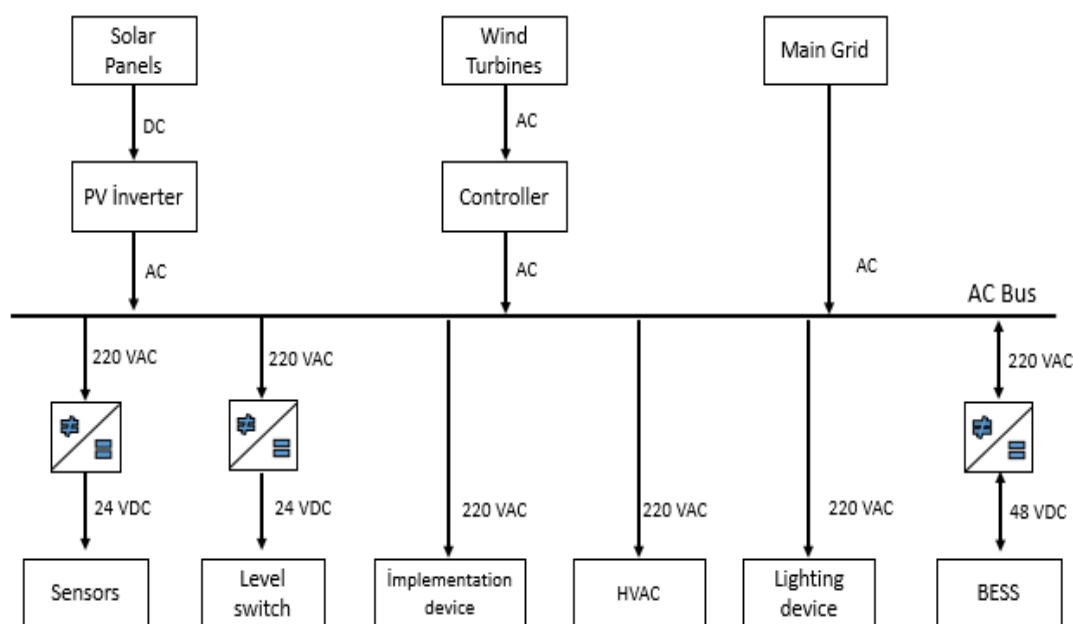 Solar
Panels
Wind
Turbines
Main Grid
DC
AC
PV İnverter
Controller
AC
AC
AC
AC Bus
220 VAC
220 VAC
220 VAC
24 VDC
24 VDC
220 VAC
220 VAC
220 VAC
48 VDC
Sensors
Level
switch
İmplementation
device
HVAC
Lighting
device
BESS